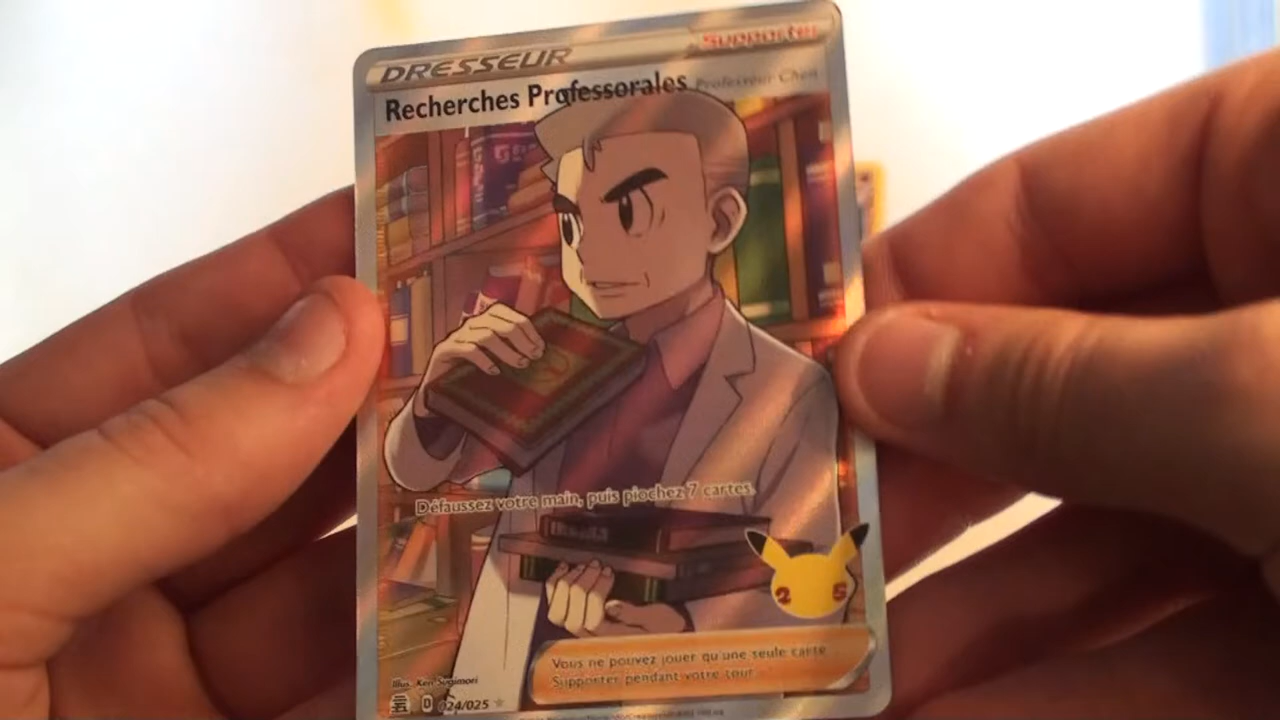 DRESSEUR
Supporter
Recherches Professorales Professeur Chen
Défaussez votre main, puis piochez 7 cartes.
25
Vous ne pouvez jouer qu'une seule carte
Supporter pendant votre tour.
Illus. Ken Sugimori
D 024/025